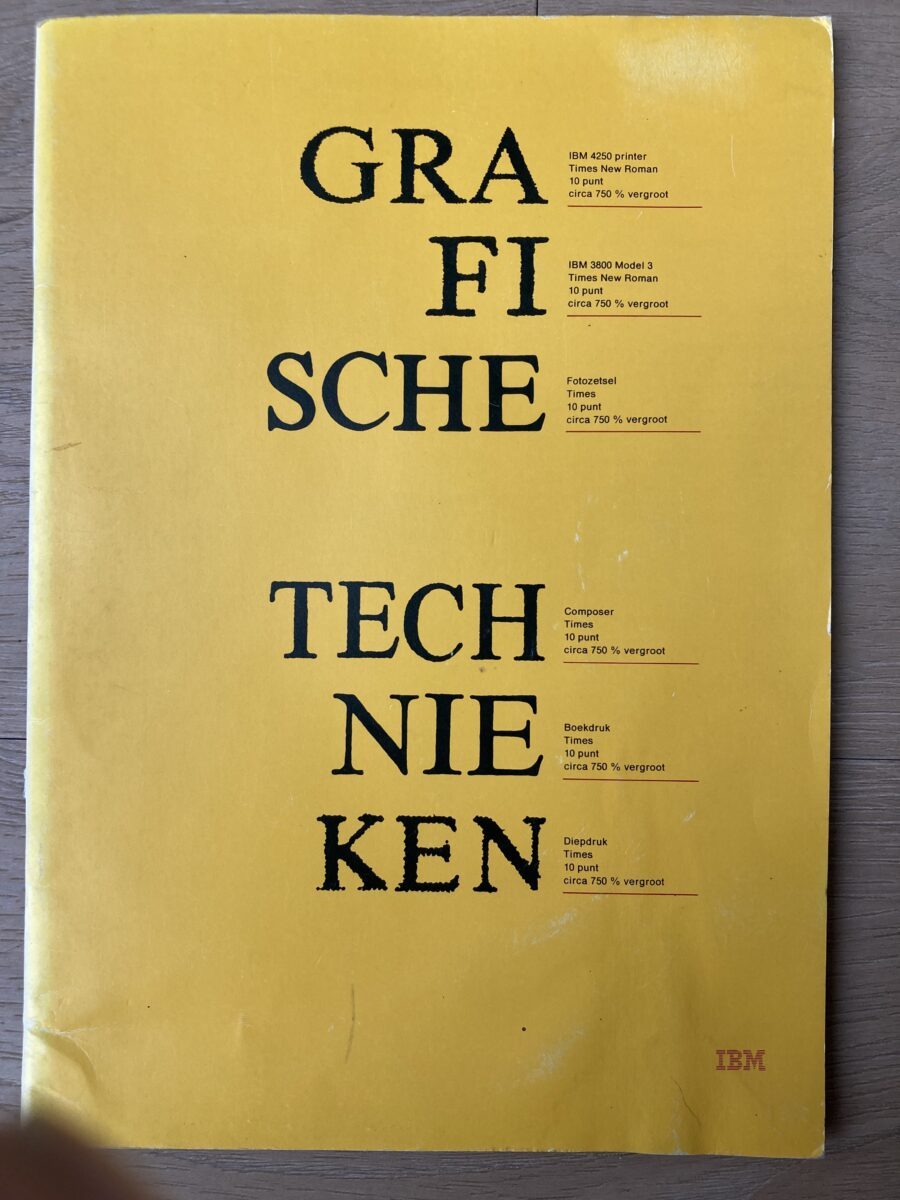 GRA
IBM 4250 printer
Times New Roman
10 punt
circa 750 % vergroot
FI
IBM 3800 Model 3
Times New Roman
10 punt
circa 750 % vergroot
SCHE
Fotozetsel
Times
10 punt
circa 750 % vergroot
TECH
Composer
Times
10 punt
circa 750 % vergroot
NIE
Boekdruk
Times
10 punt
circa 750 % vergroot
KEN
Diepdruk
Times
10 punt
circa 750 % vergroot
IBM